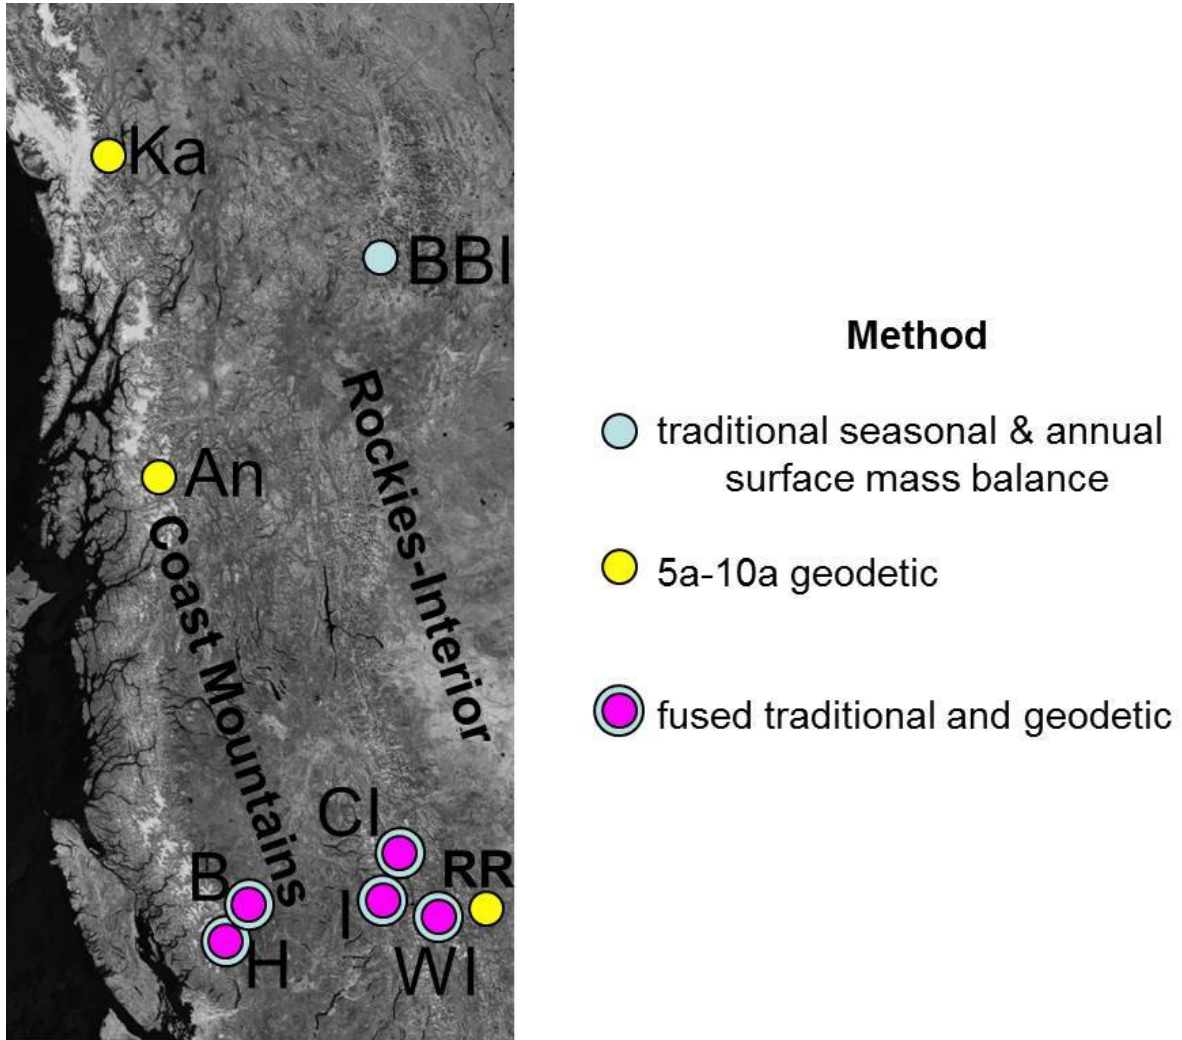 Ka
BBI
An
Rockies-Interior
Coast Mountains
CI
B
RR
I
H
WI
Method
traditional seasonal & annual
surface mass balance
5a-10a geodetic
fused traditional and geodetic